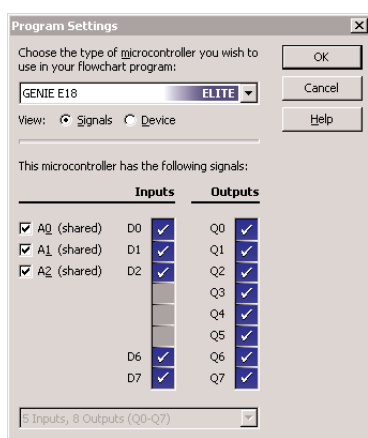 Program Settings
Choose the type of microcontroller you wish to
use in your flowchart program:
OK
GENIE E18 ELITE
Cancel
View: Signals Device
Help
This microcontroller has the following signals:
Inputs Outputs
A0 (shared) D0 Q0
A1 (shared) D1 Q1
A2 (shared) D2 Q2
Q3
Q4
Q5
D6 Q6
D7 Q7
5 Inputs, 8 Outputs (Q0-Q7)